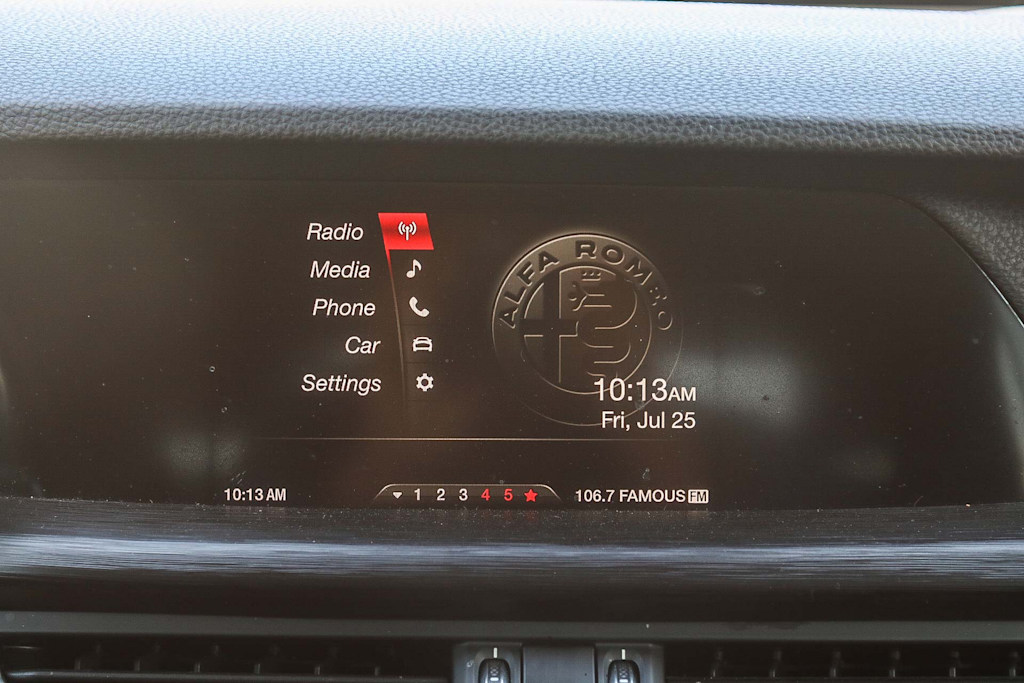 Radio
Media
Phone
Car
Settings
ALFA ROMEO
10:13AM
Fri, Jul 25
10:13 AM
1 2 3 4 5
106.7 FAMOUS FM